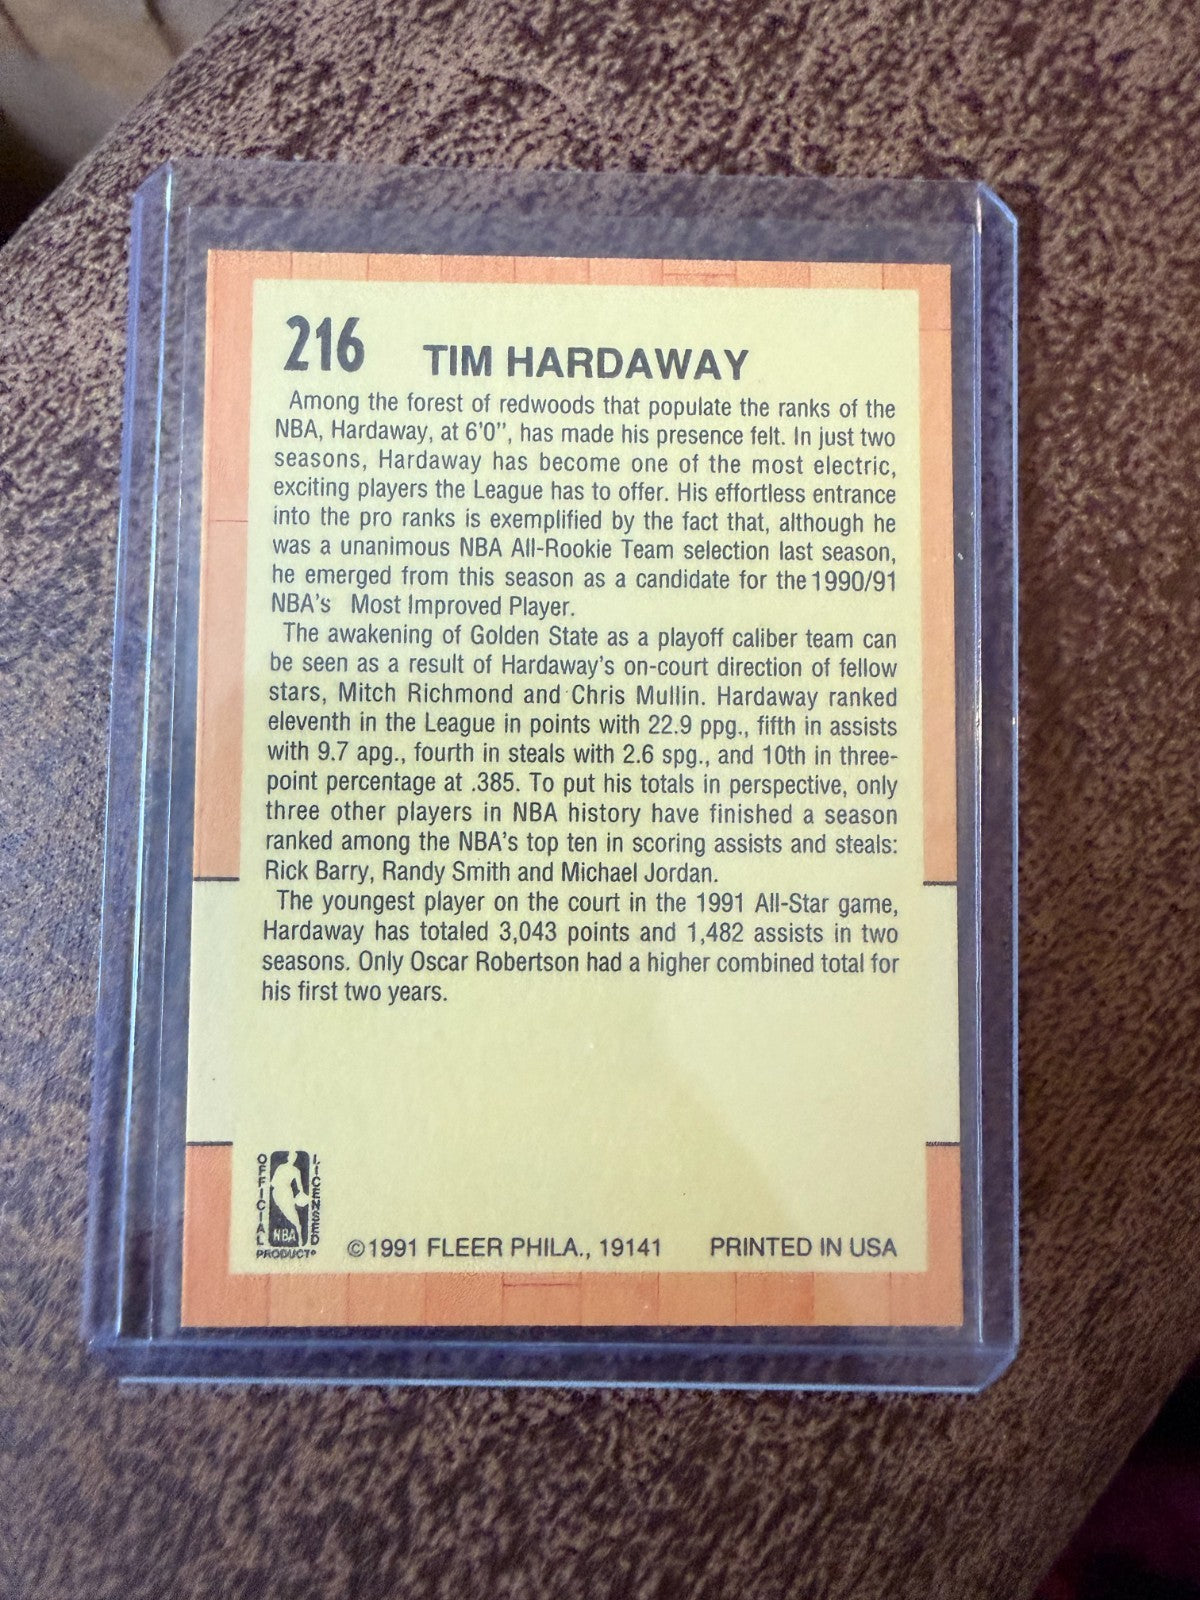 216
TIM HARDAWAY
Among the forest of redwoods that populate the ranks of the
NBA, Hardaway, at 6'0", has made his presence felt. In just two
seasons, Hardaway has become one of the most electric,
exciting players the League has to offer. His effortless entrance
into the pro ranks is exemplified by the fact that, although he
was a unanimous NBA All-Rookie Team selection last season,
he emerged from this season as a candidate for the 1990/91
NBA's Most Improved Player.
The awakening of Golden State as a playoff caliber team can
be seen as a result of Hardaway's on-court direction of fellow
stars, Mitch Richmond and Chris Mullin. Hardaway ranked
eleventh in the League in points with 22.9 ppg., fifth in assists
with 9.7 apg., fourth in steals with 2.6 spg., and 10th in three-
point percentage at .385. To put his totals in perspective, only
three other players in NBA history have finished a season
ranked among the NBA's top ten in scoring assists and steals:
Rick Barry, Randy Smith and Michael Jordan.
The youngest player on the court in the 1991 All-Star game,
Hardaway has totaled 3,043 points and 1,482 assists in two
seasons. Only Oscar Robertson had a higher combined total for
his first two years.
OFFICIAL
LICENSED
NBA
PRODUCT®
©1991 FLEER PHILA., 19141 PRINTED IN USA